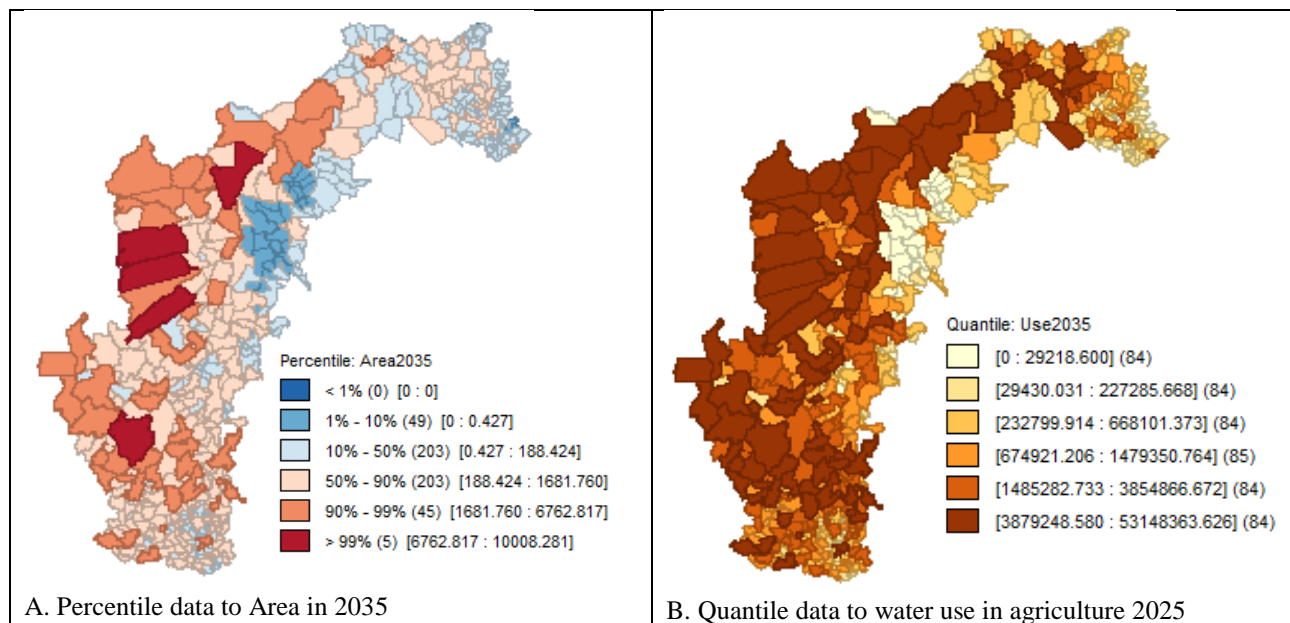 Percentile: Area2035
< 1% (0) [0 : 0]
1% - 10% (49) [0 : 0.427]
10% - 50% (203) [0.427 : 188.424]
50% - 90% (203) [188.424 : 1681.760]
90% - 99% (45) [1681.760 : 6762.817]
> 99% (5) [6762.817 : 10008.281]
A. Percentile data to Area in 2035
Quantile: Use2035
[0 : 29218.600] (84)
[29430.031 : 227285.668] (84)
[232799.914 : 668101.373] (84)
[674921.206 : 1479350.764] (85)
[1485282.733 : 3854866.672] (84)
[3879248.580 : 53148363.626] (84)
B. Quantile data to water use in agriculture 2025